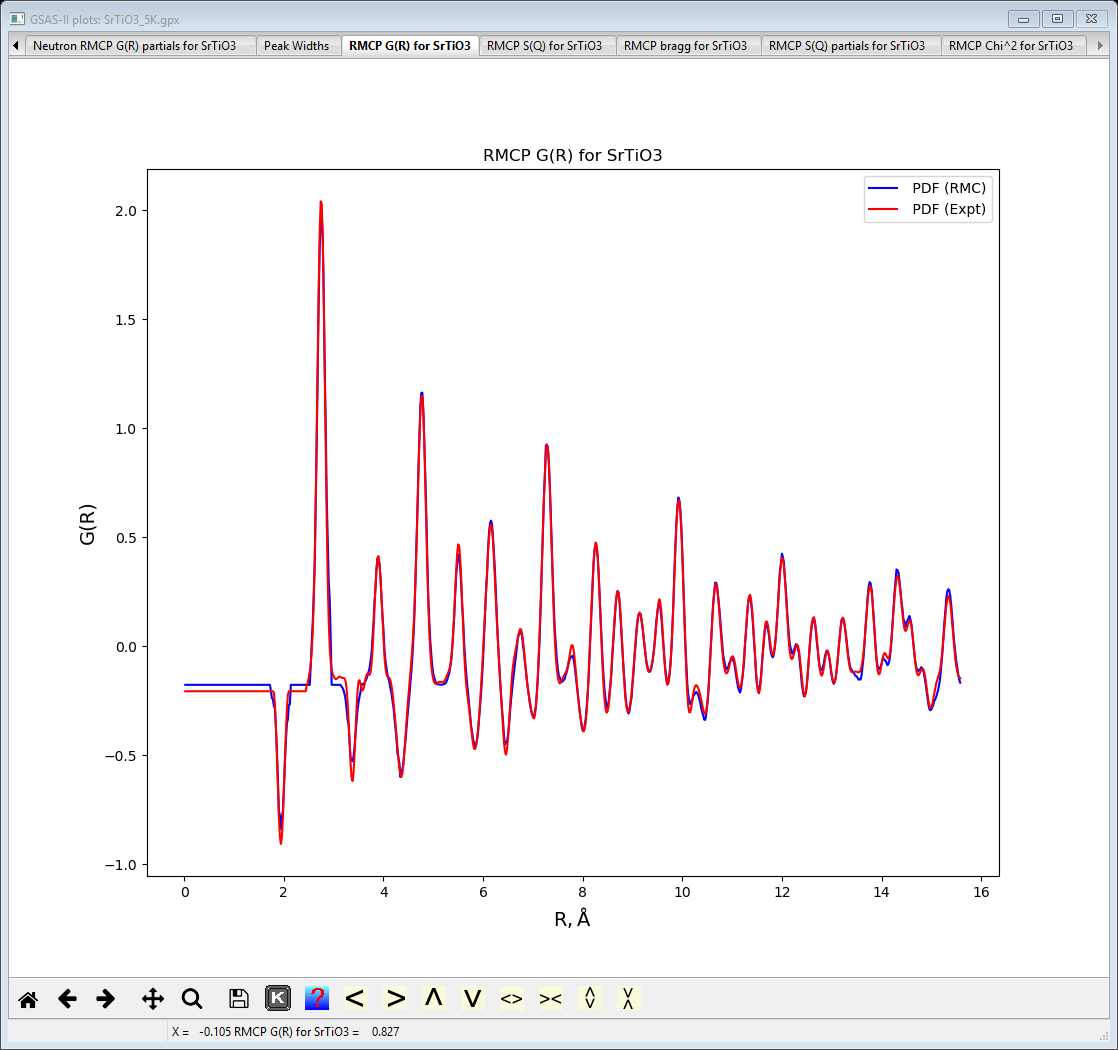 GSAS-II plots: SrTiO3_5K.gpx
Neutron RMCP G(R) partials for SrTiO3 Peak Widths RMCP G(R) for SrTiO3 RMCP S(Q) for SrTiO3 RMCP bragg for SrTiO3 RMCP S(Q) partials for SrTiO3 RMCP Chi^2 for SrTiO3
RMCP G(R) for SrTiO3
PDF (RMC)
PDF (Expt)
2.0
1.5
1.0
0.5
0.0
−0.5
−1.0
G(R)
0 2 4 6 8 10 12 14 16
R, Å
K ? < > Λ V <> ><
X = -0.105 RMCP G(R) for SrTiO3 = 0.827